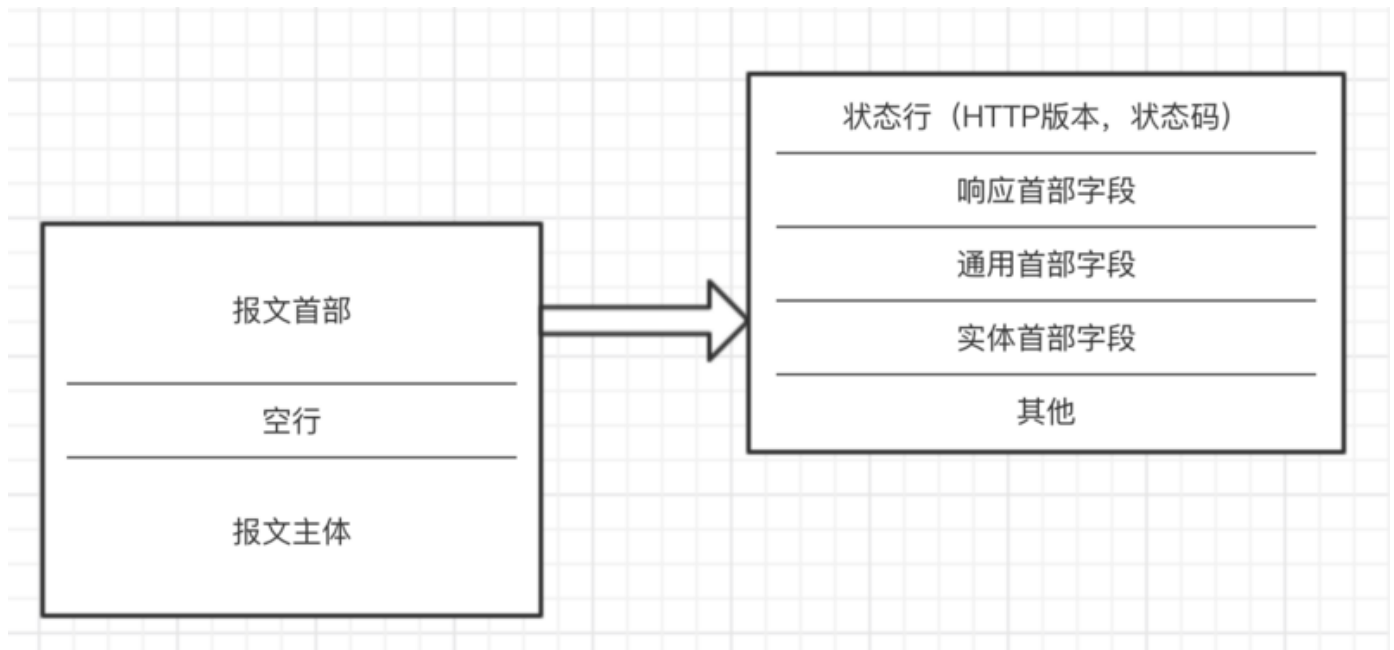 报文首部
空行
报文主体
状态行（HTTP版本，状态码）
响应首部字段
通用首部字段
实体首部字段
其他